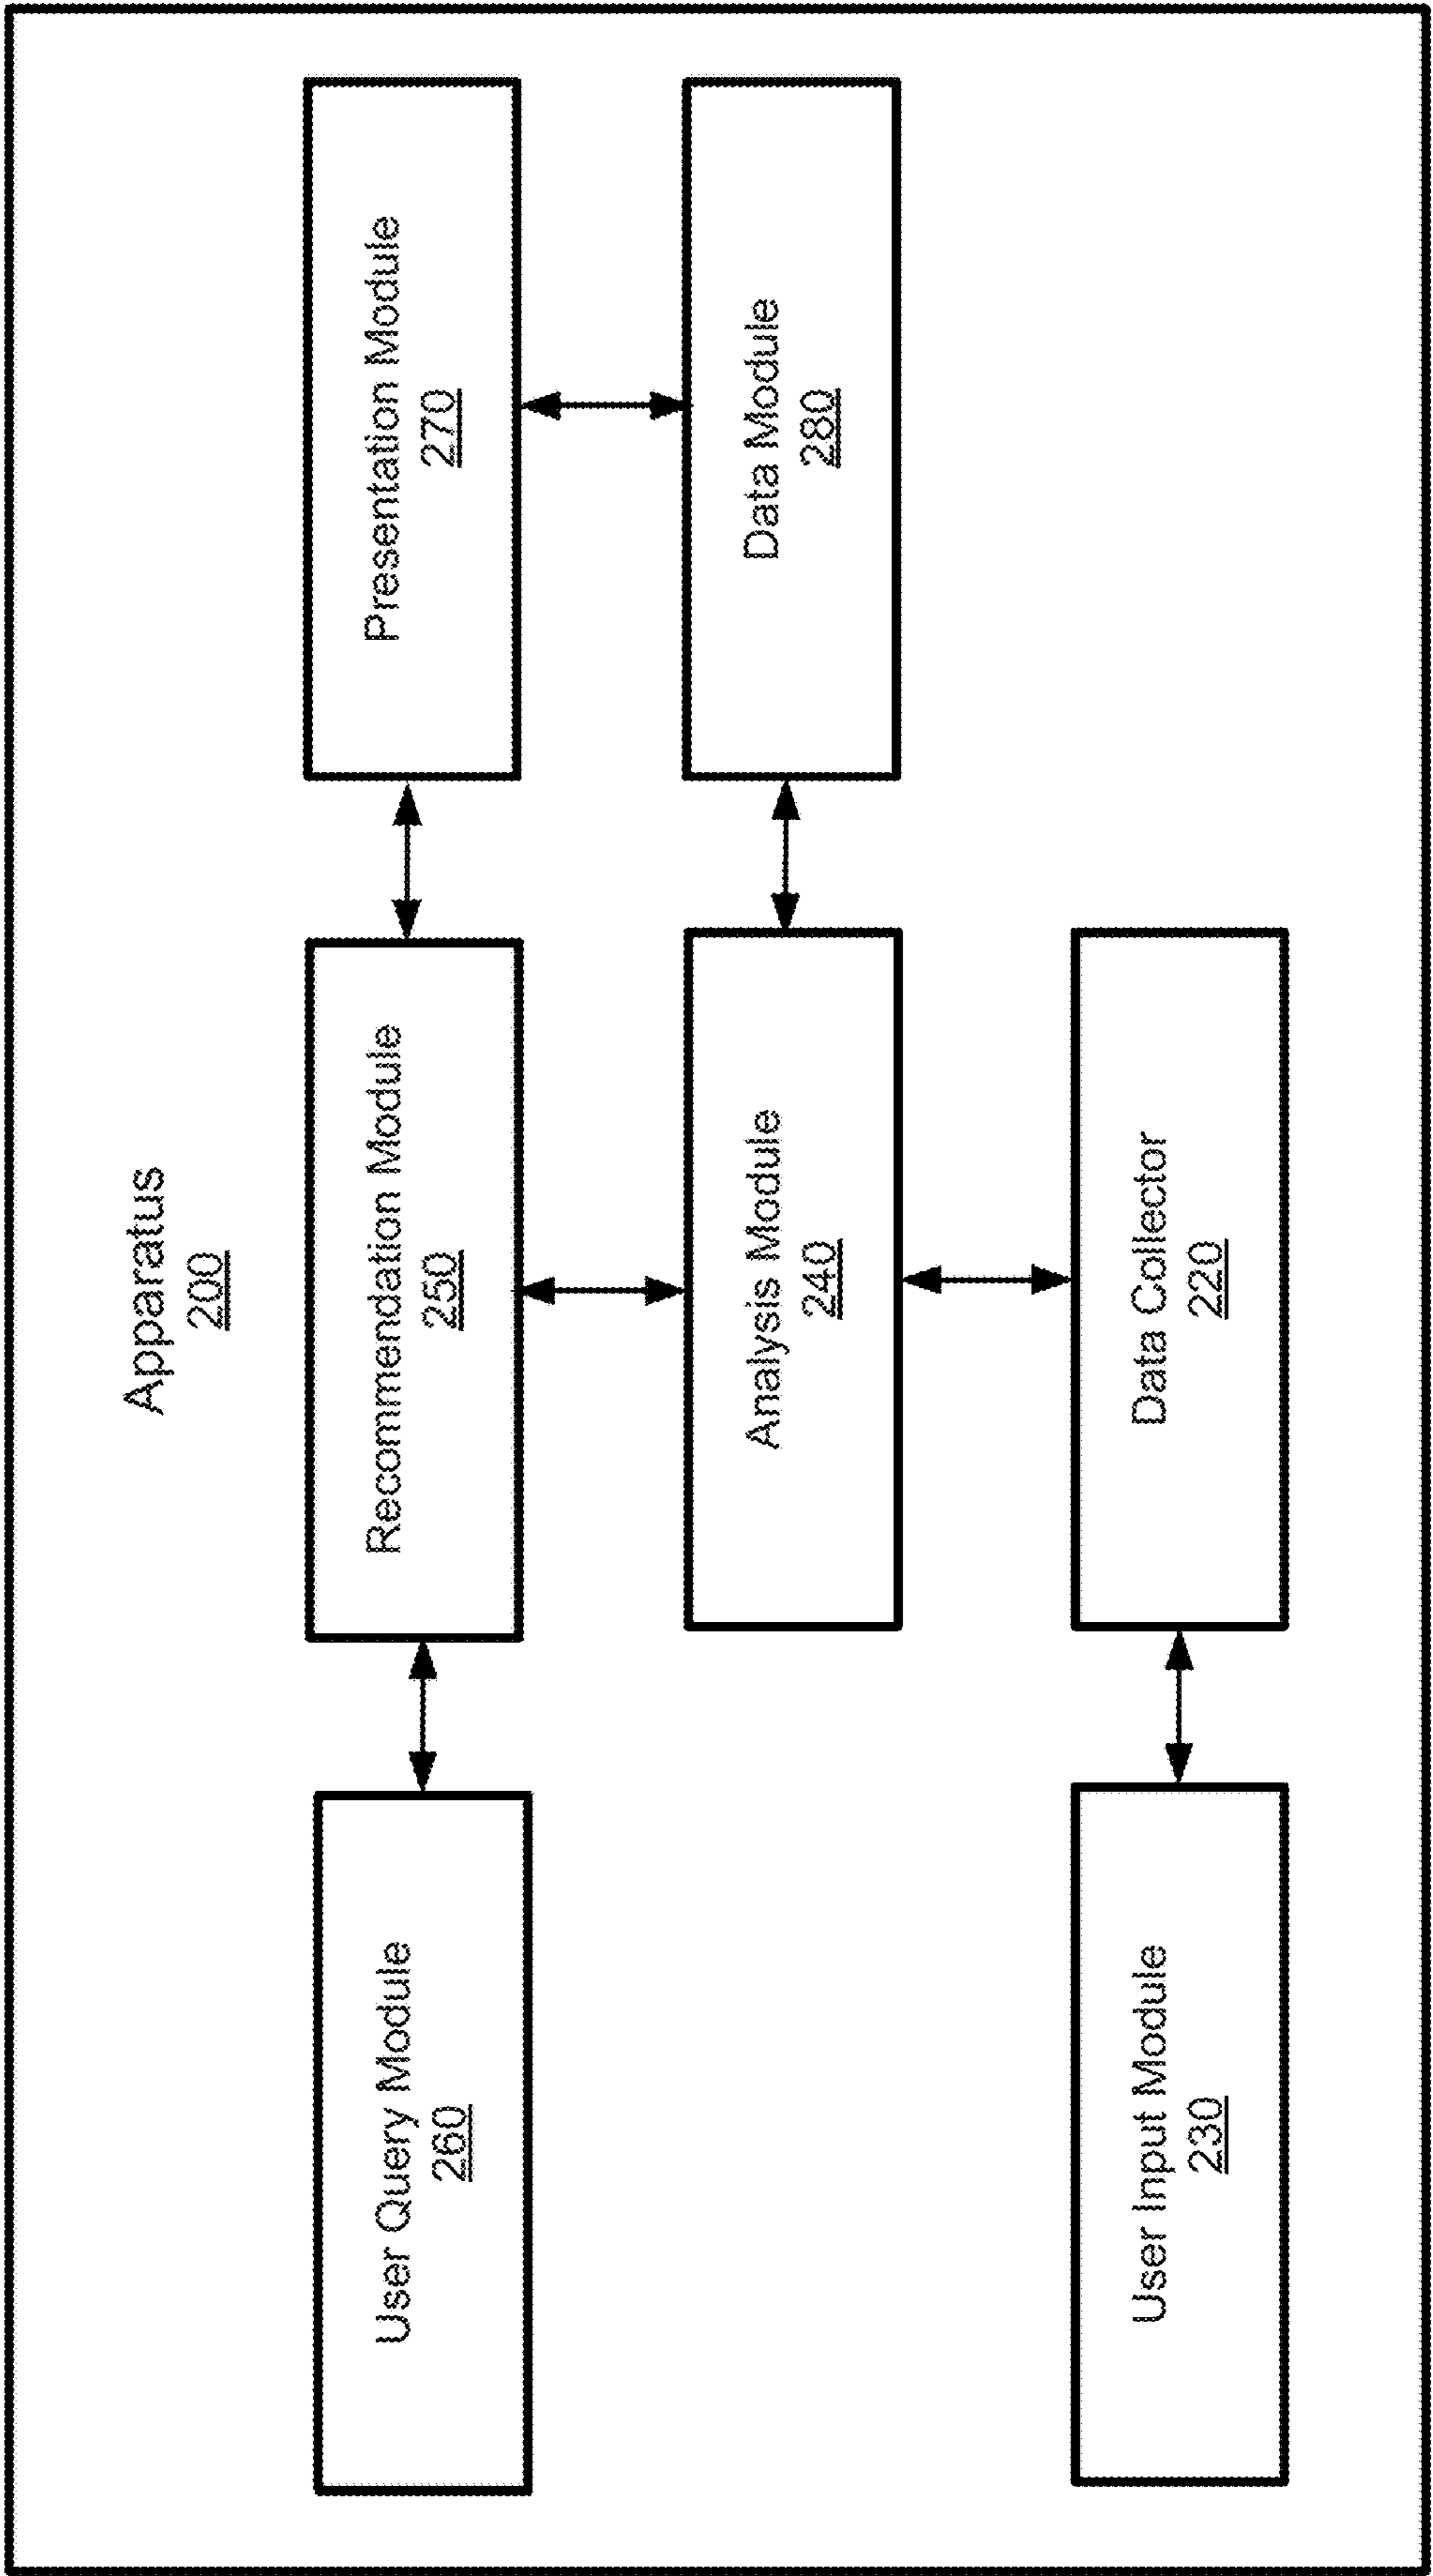 Apparatus
200
User Query Module
260
Recommendation Module
250
Presentation Module
270
Analysis Module
240
Data Module
280
User Input Module
230
Data Collector
220